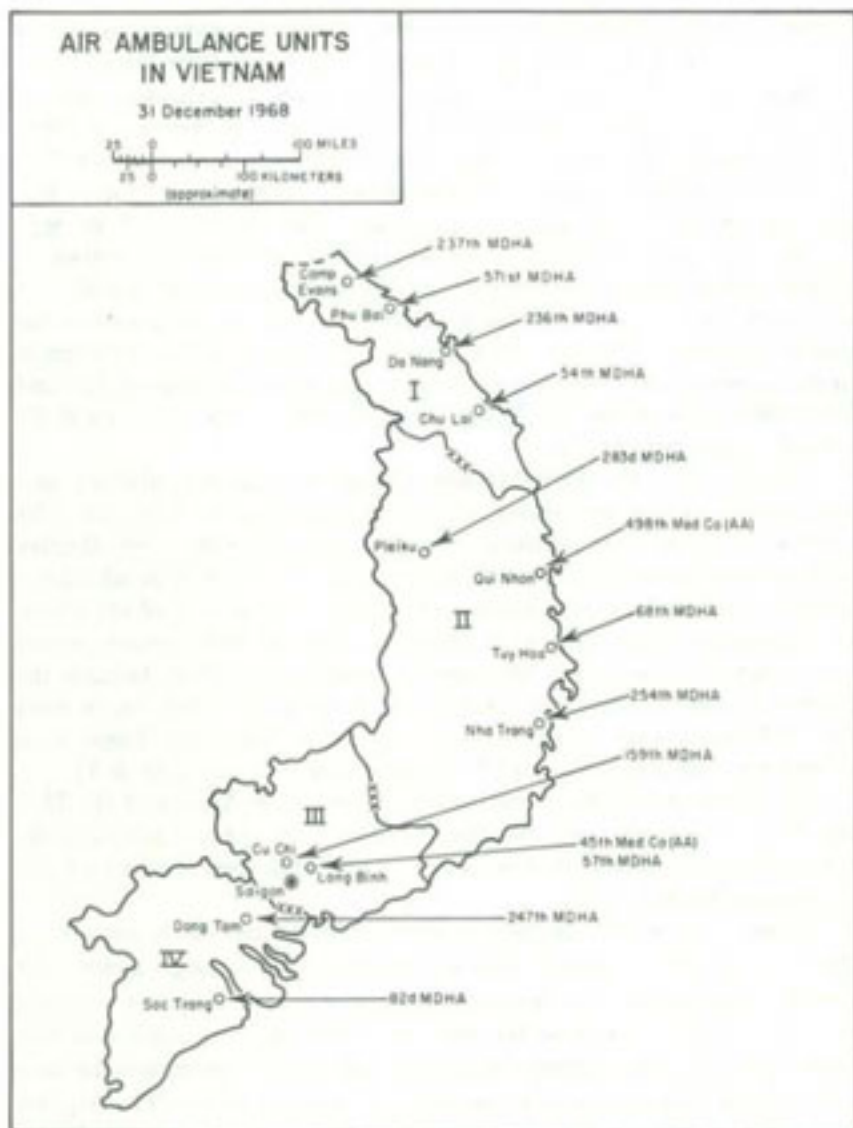 AIR AMBULANCE UNITS
IN VIETNAM
31 December 1968
25 0 100 MILES
25 0 100 KILOMETERS
(approximate)
237th MDHA
Camp
Evans
571st MDHA
Phu Bai
236th MDHA
Da Nang
I
54th MDHA
Chu Lai
XXX
283d MDHA
Pleiku
498th Med Co (AA)
Qui Nhon
II
68th MDHA
Tuy Hoa
254th MDHA
Nha Trang
159th MDHA
XXX
III
Cu Chi
45th Med Co (AA)
57th MDHA
Long Binh
Saigon
XXX
Dong Tam
247th MDHA
IV
Soc Trang
82d MDHA